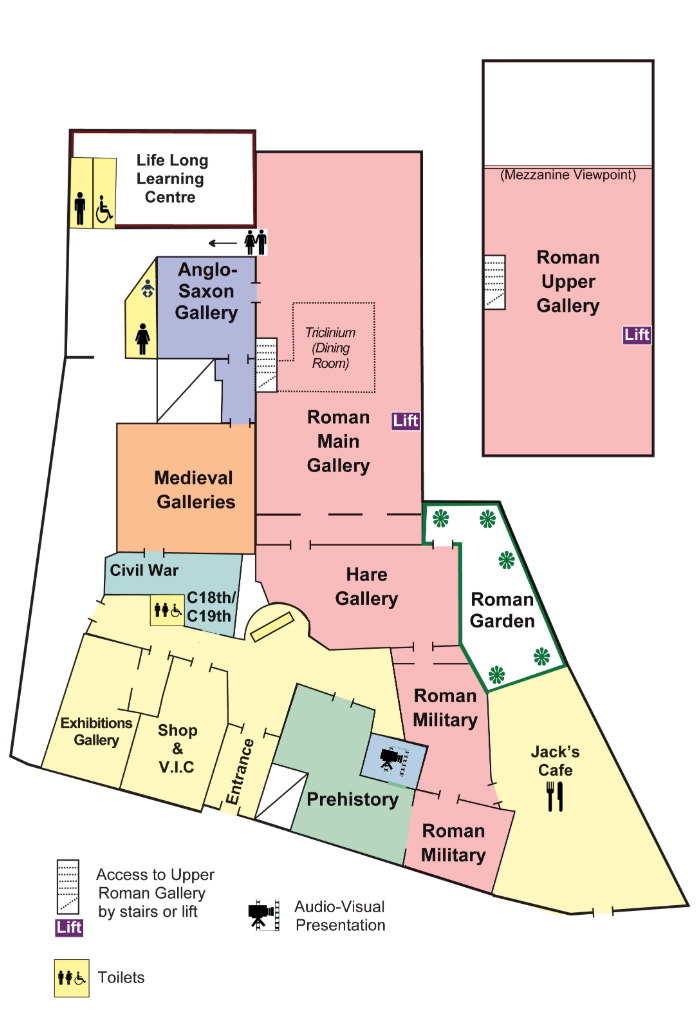 Life Long
Learning
Centre
(Mezzanine Viewpoint)
Roman
Upper
Gallery
Lift
Anglo-
Saxon
Gallery
Triclinium
(Dining
Room)
Roman
Main
Gallery
Lift
Medieval
Galleries
Civil War
C18th/
C19th
Hare
Gallery
Roman
Garden
Roman
Military
Exhibitions
Gallery
Shop
&
V.I.C
Entrance
Prehistory
Jack's
Cafe
Roman
Military
Access to Upper
Roman Gallery
by stairs or lift
Lift
Audio-Visual
Presentation
Toilets